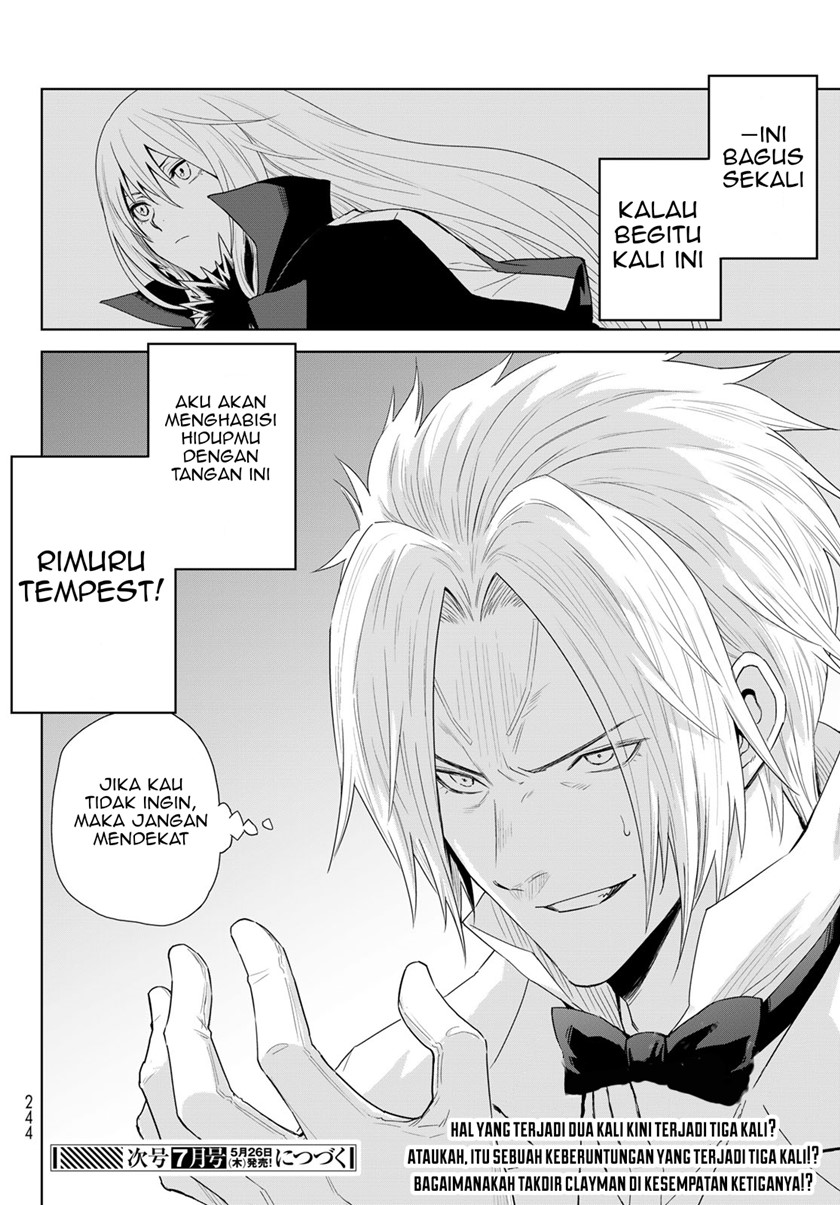 —INI
BAGUS
SEKALI
KALAU
BEGITU
KALI INI
AKU AKAN
MENGHABISI
HIDUPMU
DENGAN
TANGAN INI
RIMURU
TEMPEST!
JIKA KAU
TIDAK INGIN,
MAKA JANGAN
MENDEKAT
HAL YANG TERJADI DUA KALI KINI TERJADI TIGA KALI?
ATAUKAH, ITU SEBUAH KEBERUNTUNGAN YANG TERJADI TIGA KALI!?
BAGAIMANAKAH TAKDIR CLAYMAN DI KESEMPATAN KETIGANYA!?
次号7月号5月26日(木)発売!につづく
244